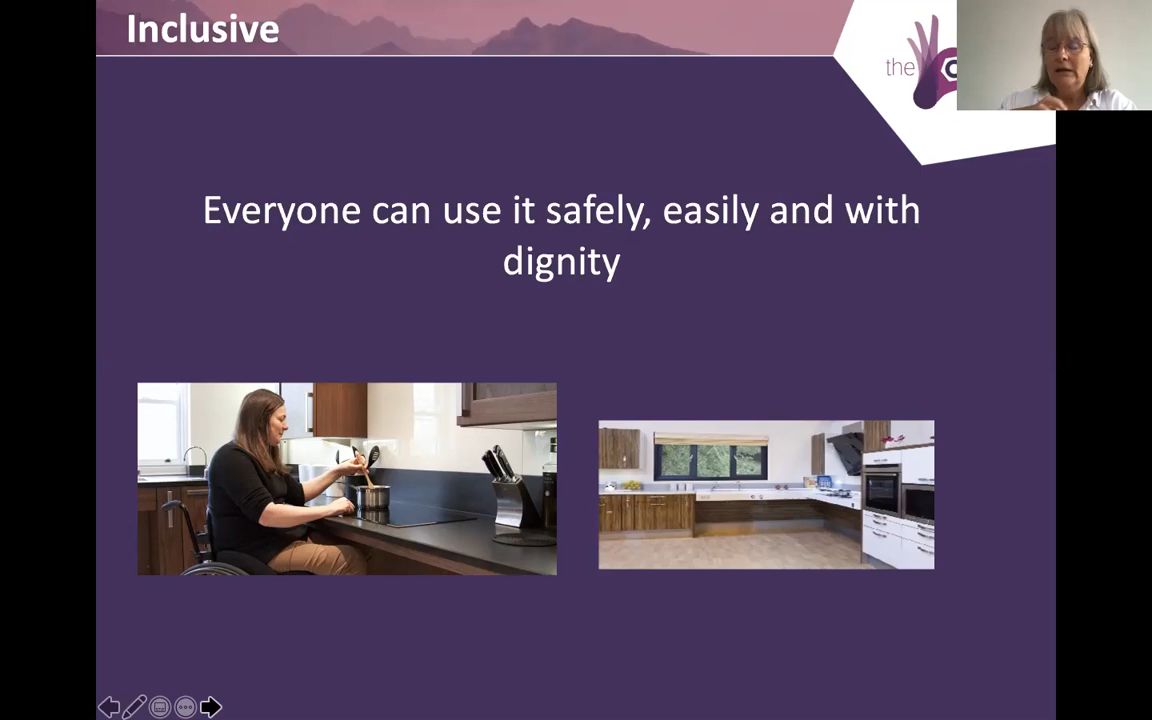 Inclusive
the
Everyone can use it safely, easily and with
dignity